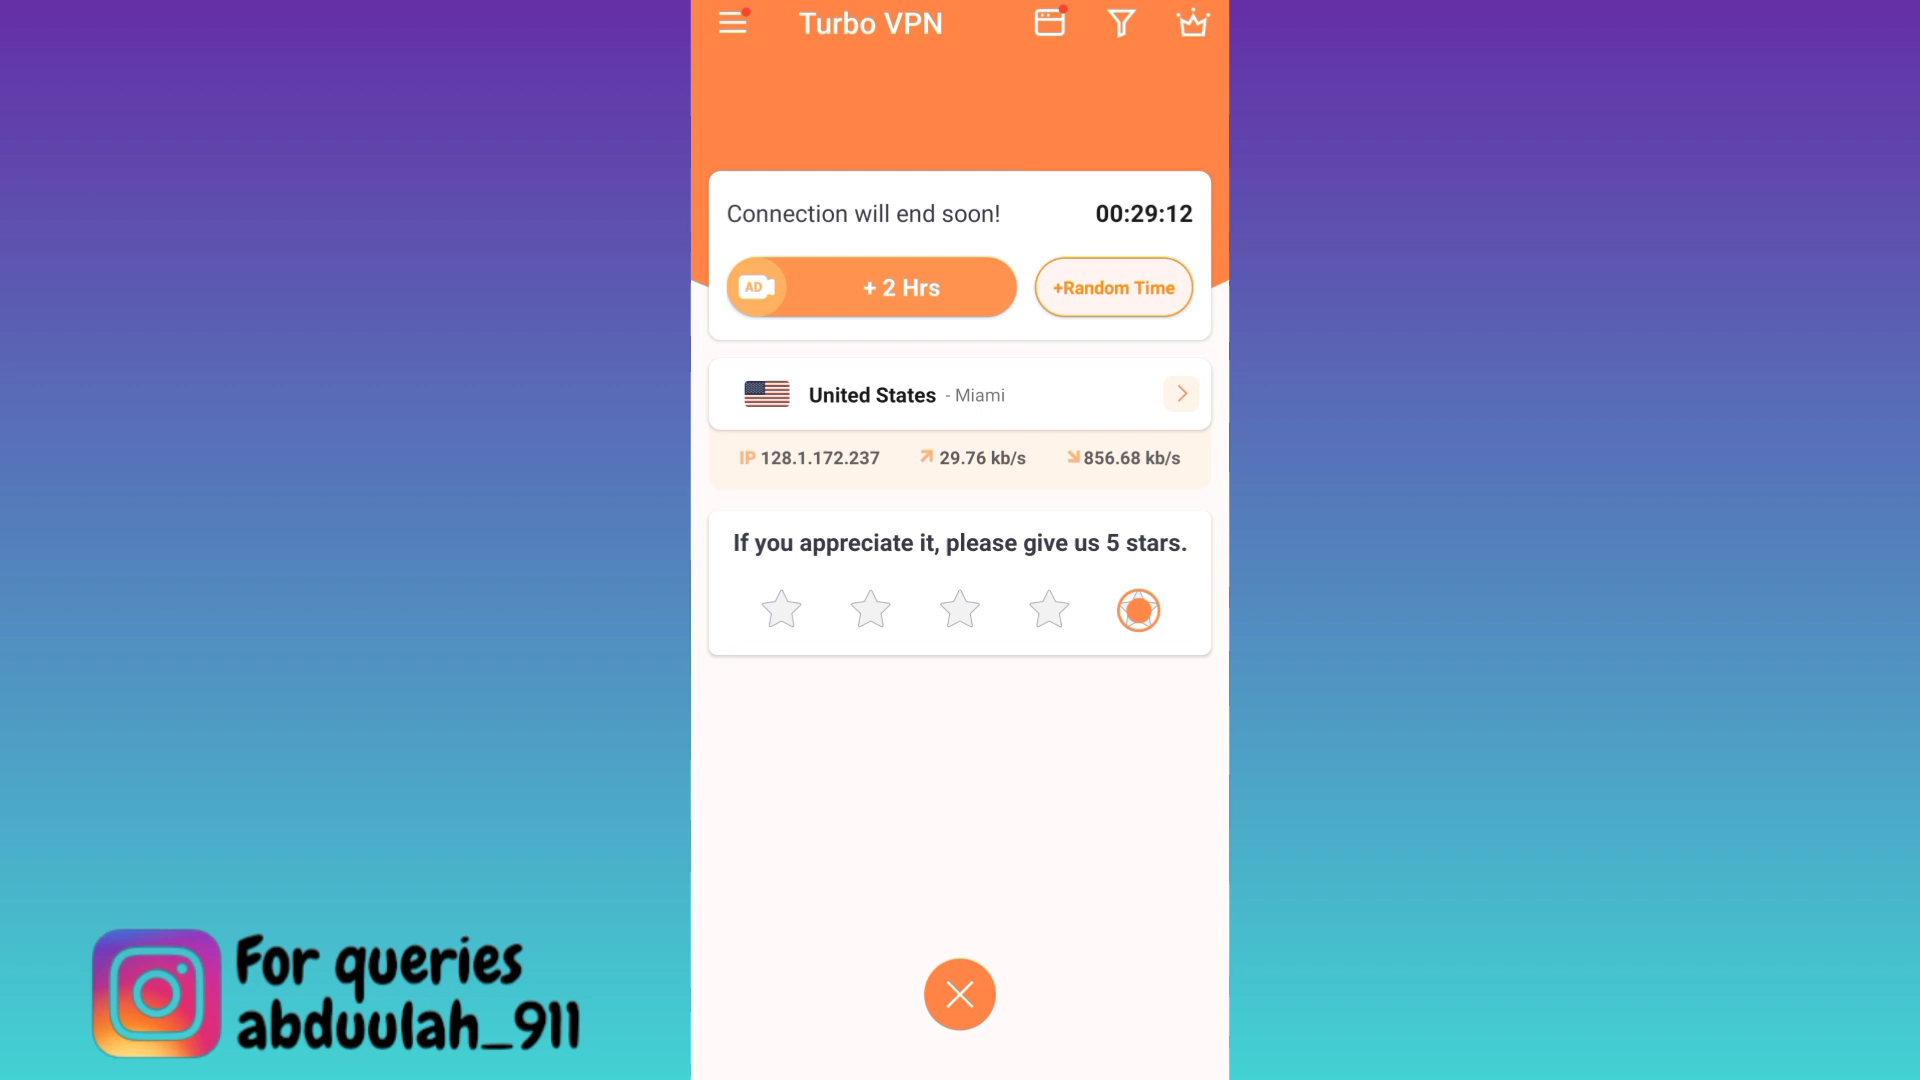 Turbo VPN
Connection will end soon! 00:29:12
AD + 2 Hrs +Random Time
United States - Miami
IP 128.1.172.237 29.76 kb/s 856.68 kb/s
If you appreciate it, please give us 5 stars.
For queries
abduulah_911